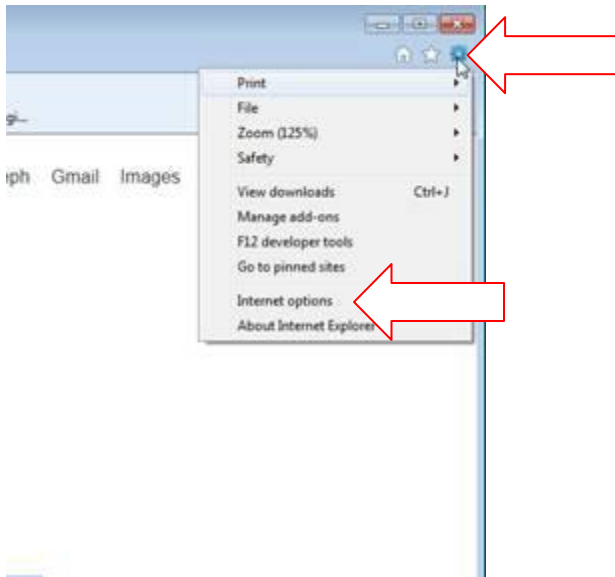 Print
File
Zoom (125%)
Safety
eph Gmail Images
View downloads Ctrl+J
Manage add-ons
F12 developer tools
Go to pinned sites
Internet options
About Internet Explorer